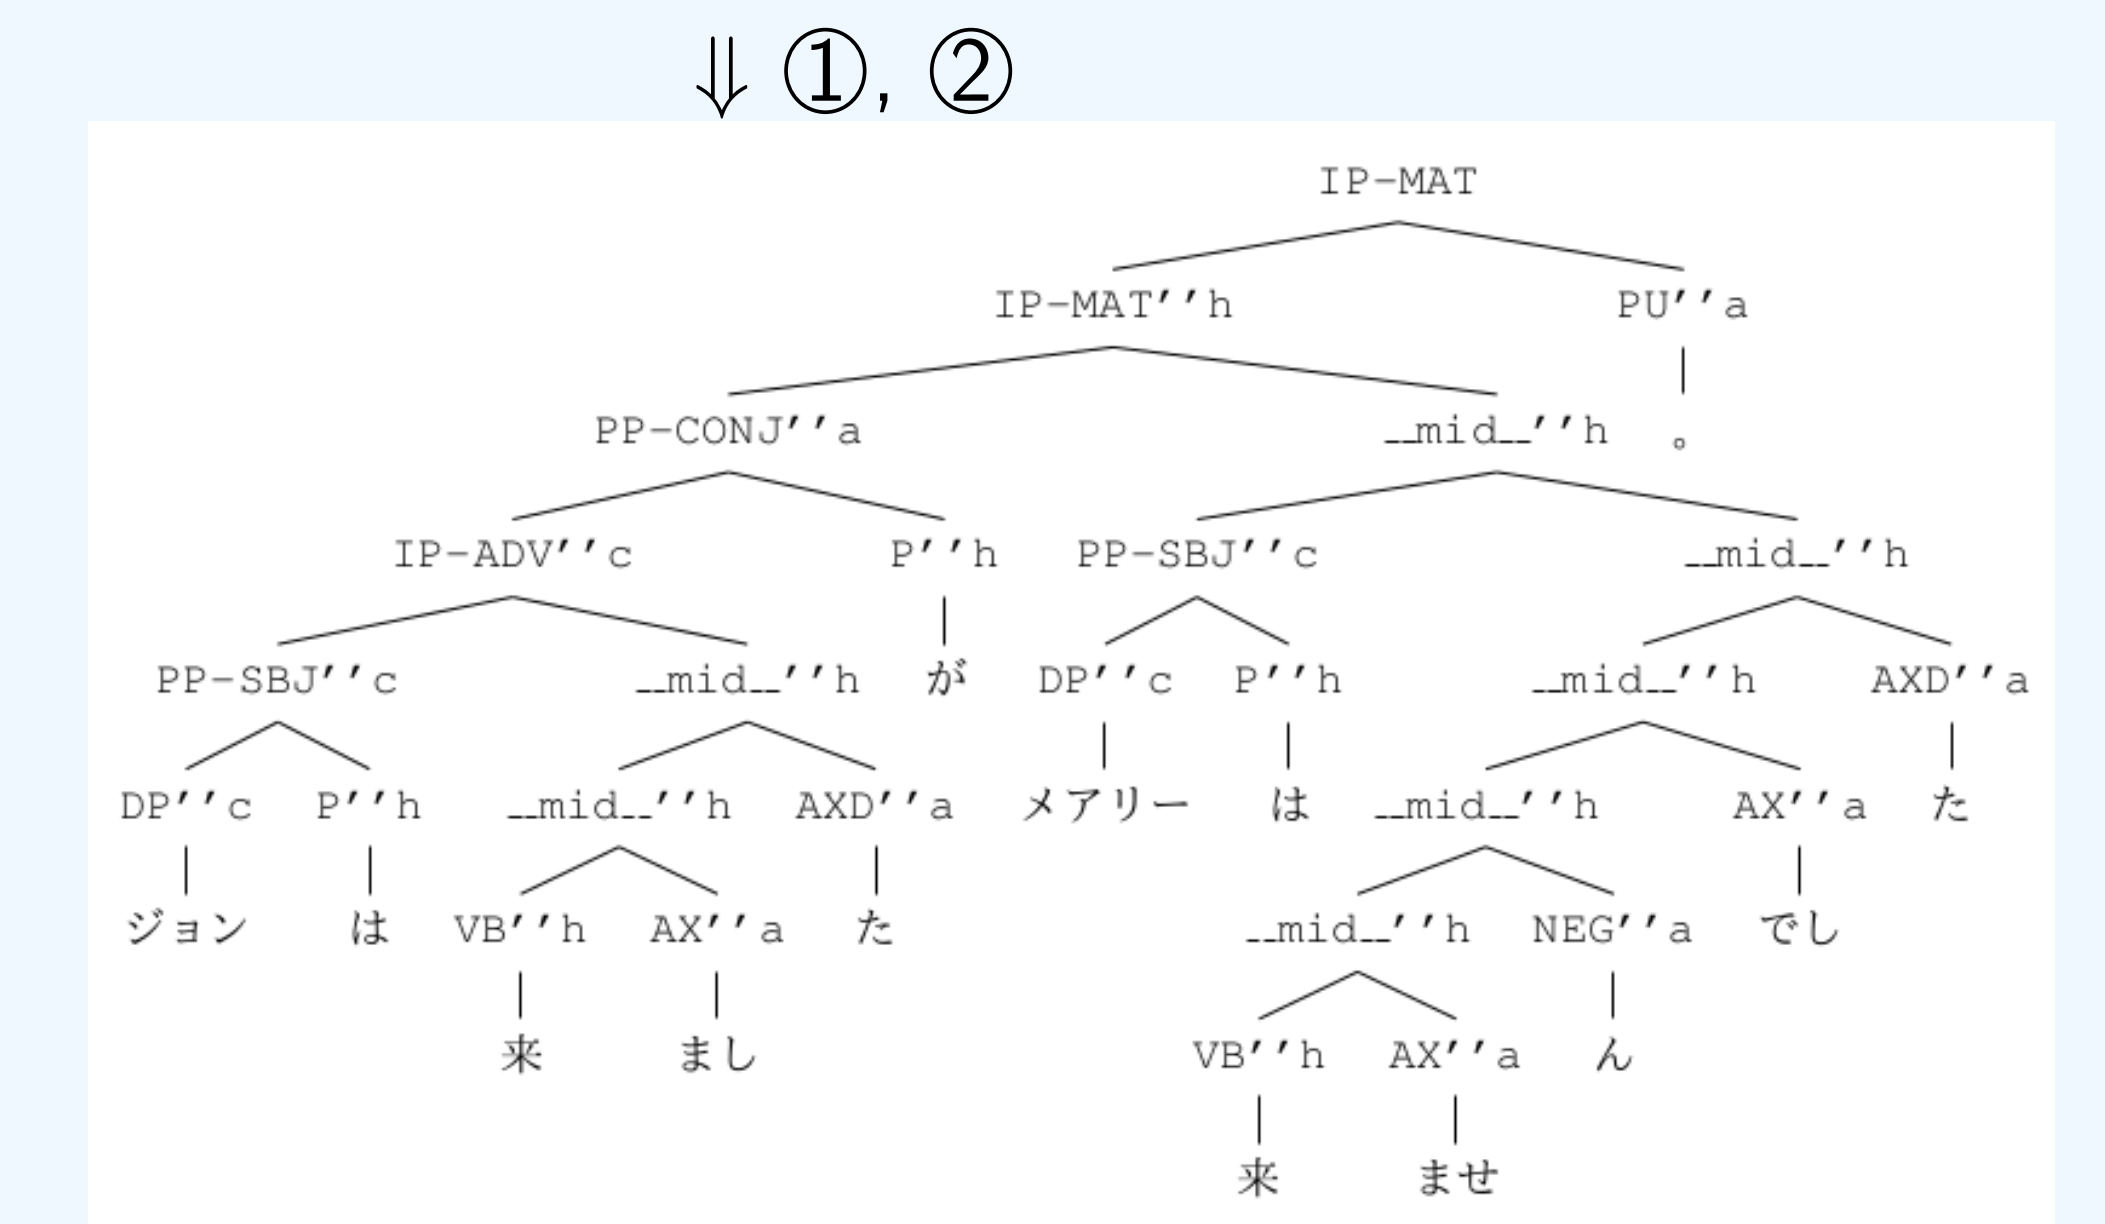 ⇓ ①, ②
IP-MAT
IP-MAT’’h PU’’a
PP-CONJ’’a __mid__’’h 。
IP-ADV’’c P’’h PP-SBJ’’c __mid__’’h
PP-SBJ’’c __mid__’’h が DP’’c P’’h __mid__’’h AXD’’a
DP’’c P’’h __mid__’’h AXD’’a メアリー は __mid__’’h AX’’a た
ジョン は VB’’h AX’’a た __mid__’’h NEG’’a でし
来 まし VB’’h AX’’a ん
来 ませ